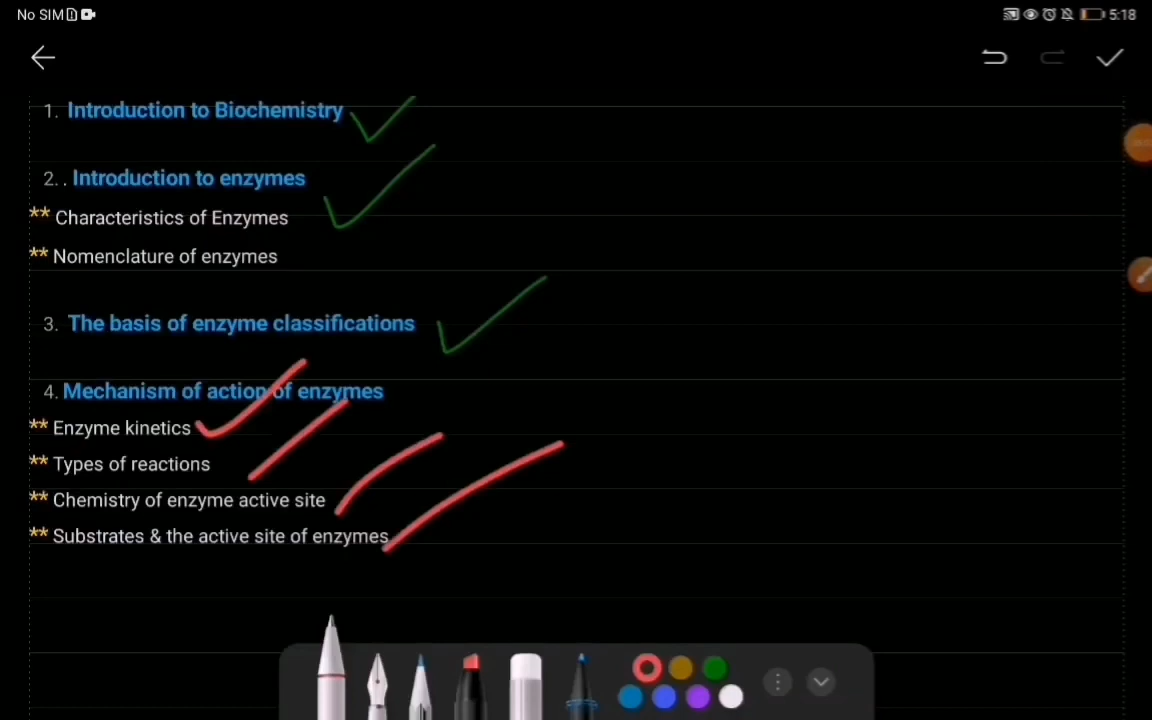 No SIM
5:18
1. Introduction to Biochemistry
2. . Introduction to enzymes
** Characteristics of Enzymes
** Nomenclature of enzymes
3. The basis of enzyme classifications
4. Mechanism of action of enzymes
** Enzyme kinetics
** Types of reactions
** Chemistry of enzyme active site
** Substrates & the active site of enzymes